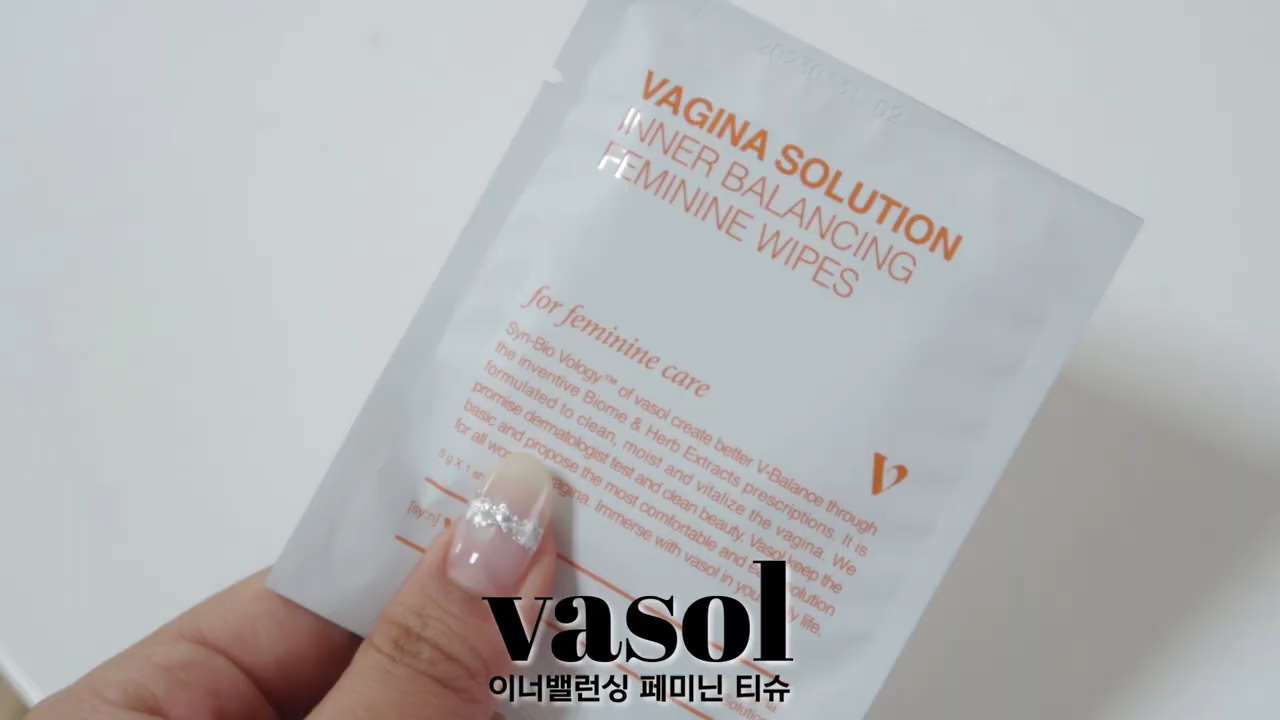 VAGINA SOLUTION
INNER BALANCING
FEMININE WIPES
for feminine care
Syn-Bio Vology™ of vasol create better V-Balance through
the inventive Biome & Herb Extracts prescriptions. It is
formulated to clean, moist and vitalize the vagina. We
promise dermatologist test and clean beauty. Vasol keep the
basic and propose the most comfortable and solution
for all vagina. Immerse with vasol in life.
5 g X 1
v
vasol
이너밸런싱 페미닌 티슈